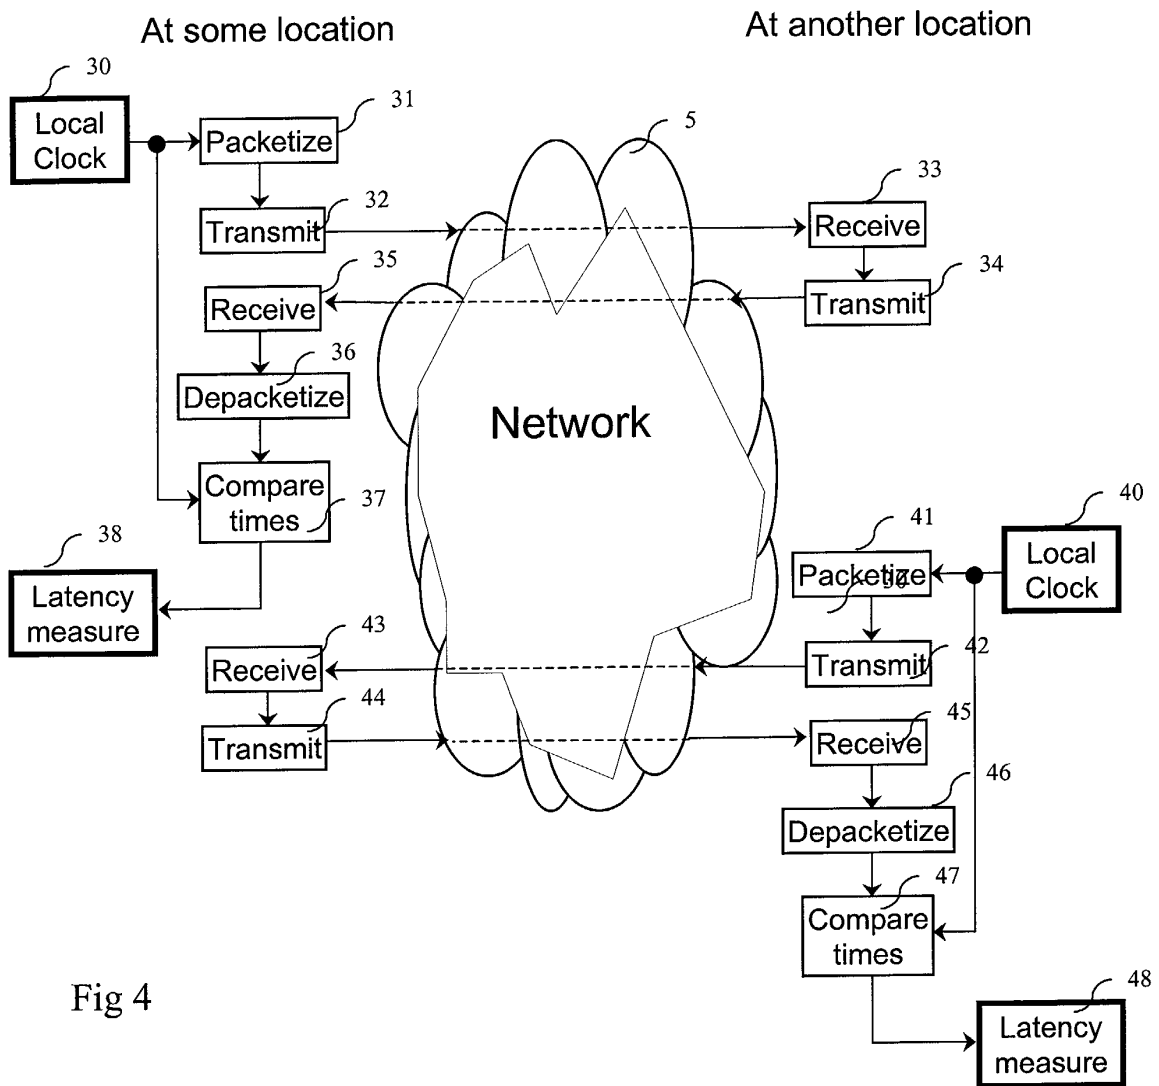 At some location
At another location
30
Local
Clock
31
Packetize
5
32
Transmit
33
Receive
35
Receive
34
Transmit
36
Depacketize
Network
Compare
times
37
38
Latency
measure
40
Local
Clock
41
Packetize
36
43
Receive
Transmit
42
44
Transmit
45
Receive
46
Depacketize
47
Compare
times
48
Latency
measure
Fig 4